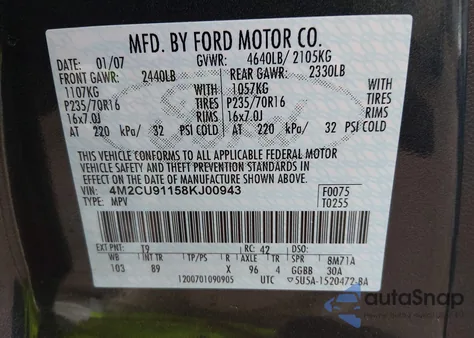 MFD. BY FORD MOTOR CO.
DATE: 01/07 GVWR: 4640LB/ 2105KG
FRONT GAWR: 2440LB REAR GAWR: 2330LB
1107KG 1057KG
P235/70R16 TIRES P235/70R16 TIRES
16x7.0J RIMS 16x7.0J RIMS
AT 220 kPa/ 32 PSI COLD AT 220 kPa/ 32 PSI COLD
THIS VEHICLE CONFORMS TO ALL APPLICABLE FEDERAL MOTOR
VEHICLE SAFETY AND THEFT PREVENTION STANDARDS IN
EFFECT ON THE DATE OF MANUFACTURE SHOWN ABOVE.
VIN: 4M2CU91158KJ00943 F0075
TYPE: MPV T0255
EXT PNT: T9 RC: 42 DSO:
WB INT TR TP/PS R AXLE TR SPR 8M71A
103 89 X 96 4 GGBB 30A
1200701090905 UTC 5U5A-1520472-BA
autaSnap